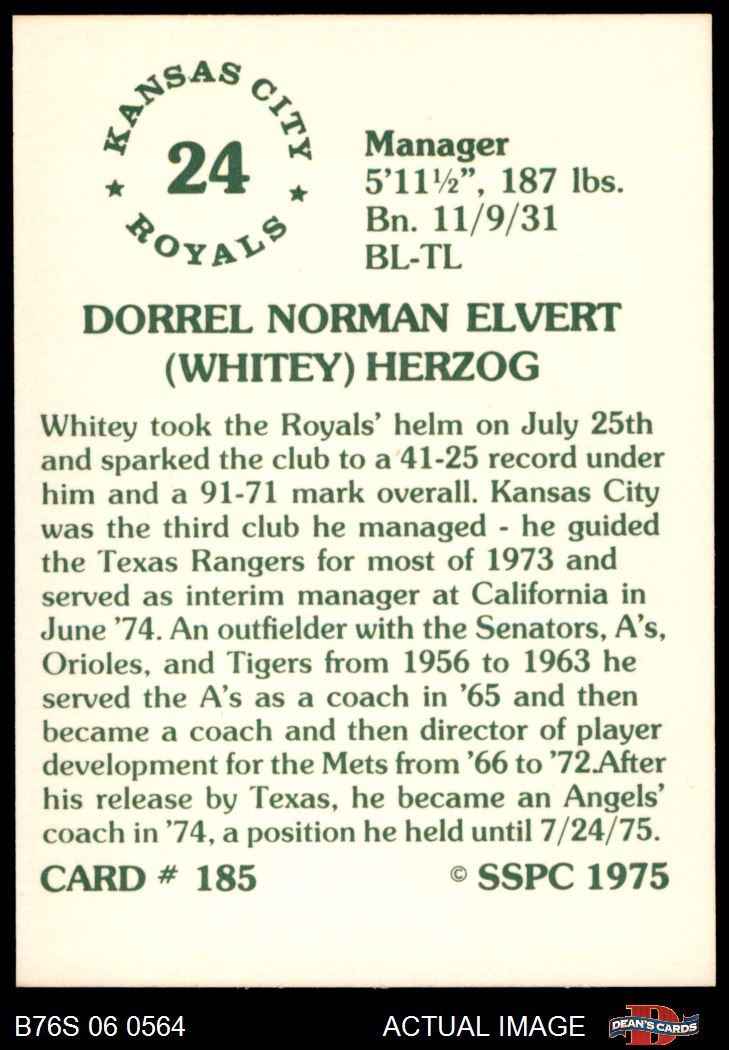 KANSAS CITY
24
ROYALS
Manager
5'11½", 187 lbs.
Bn. 11/9/31
BL-TL
DORREL NORMAN ELVERT
(WHITEY) HERZOG
Whitey took the Royals' helm on July 25th
and sparked the club to a 41-25 record under
him and a 91-71 mark overall. Kansas City
was the third club he managed - he guided
the Texas Rangers for most of 1973 and
served as interim manager at California in
June '74. An outfielder with the Senators, A's,
Orioles, and Tigers from 1956 to 1963 he
served the A's as a coach in '65 and then
became a coach and then director of player
development for the Mets from '66 to '72.After
his release by Texas, he became an Angels'
coach in '74, a position he held until 7/24/75.
CARD # 185 © SSPC 1975
B76S 06 0564 ACTUAL IMAGE DEAN'S CARDS